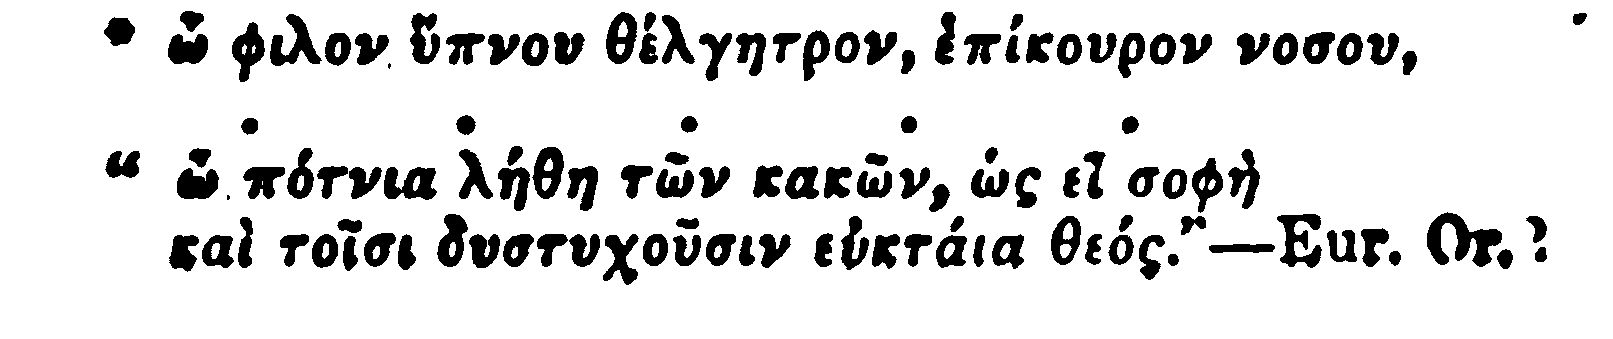 • ὦ φιλον ὕπνου θέλγητρον, ἐπίκουρον νοσου,
• • • • •
“ ὦ πότνια λήθη τῶν κακῶν, ὡς εἶ σοφὴ
καὶ τοῖσι δυστυχοῦσιν εὐκτάια θεός.”—Eur. Or.?